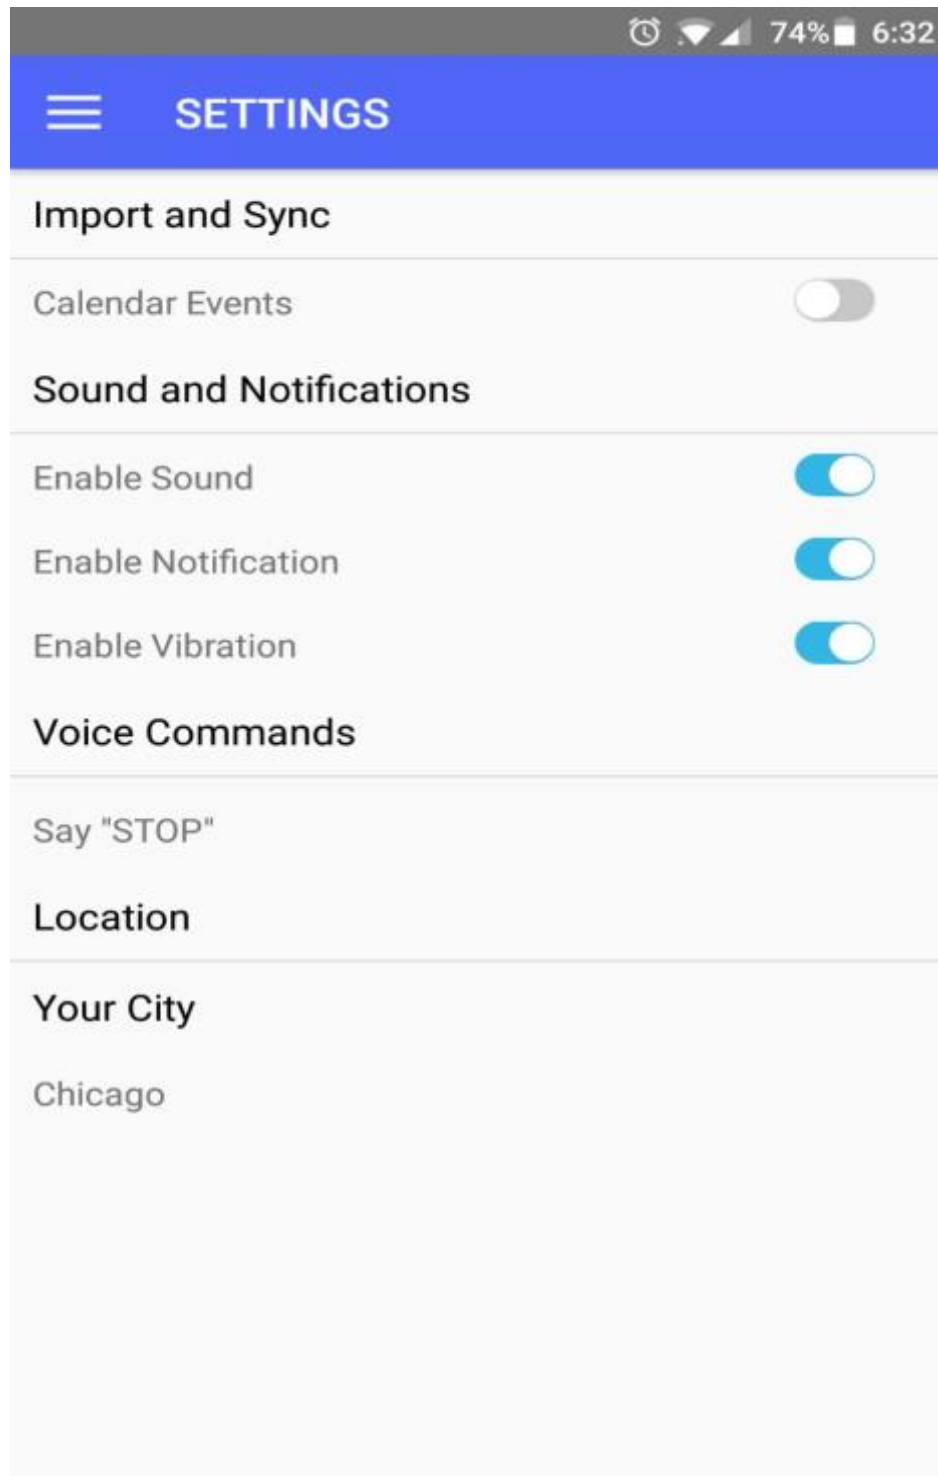 74% 6:32
SETTINGS
Import and Sync
Calendar Events
Sound and Notifications
Enable Sound
Enable Notification
Enable Vibration
Voice Commands
Say "STOP"
Location
Your City
Chicago